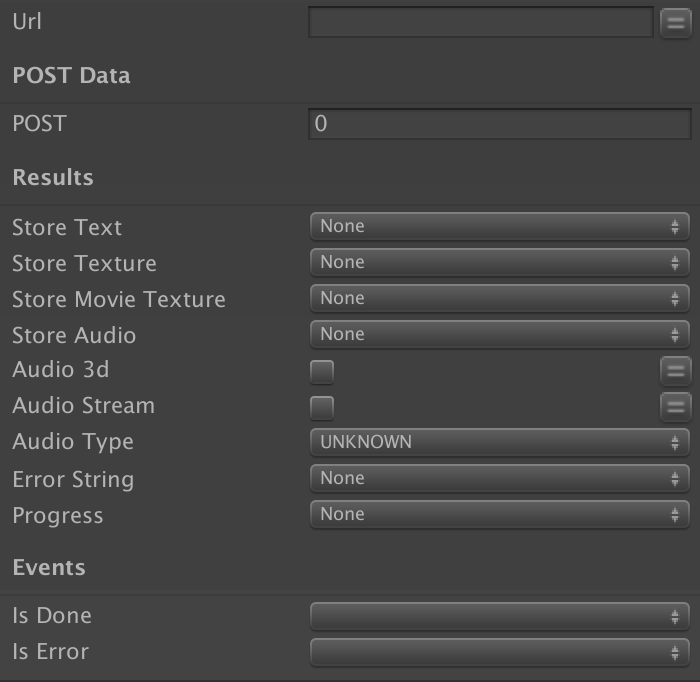 Url
POST Data
POST 0
Results
Store Text None
Store Texture None
Store Movie Texture None
Store Audio None
Audio 3d
Audio Stream
Audio Type UNKNOWN
Error String None
Progress None
Events
Is Done
Is Error